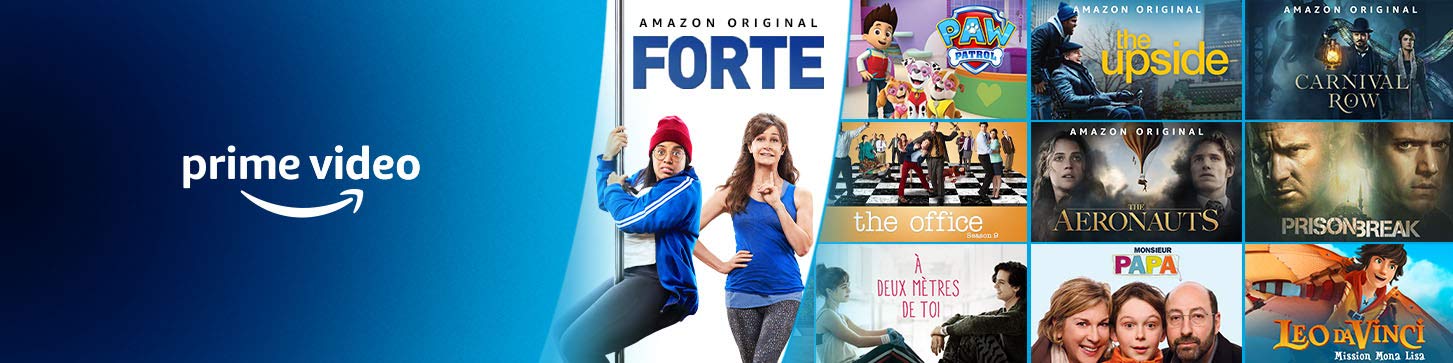 prime video
AMAZON ORIGINAL
FORTE
PAW
PATROL
AMAZON ORIGINAL
the
upside
AMAZON ORIGINAL
CARNIVAL
ROW
the office
Season 9
AMAZON ORIGINAL
THE
AERONAUTS
PRISON BREAK
À
DEUX MÈTRES
DE TOI
MONSIEUR
PAPA
LEO DA VINCI
Mission Mona Lisa